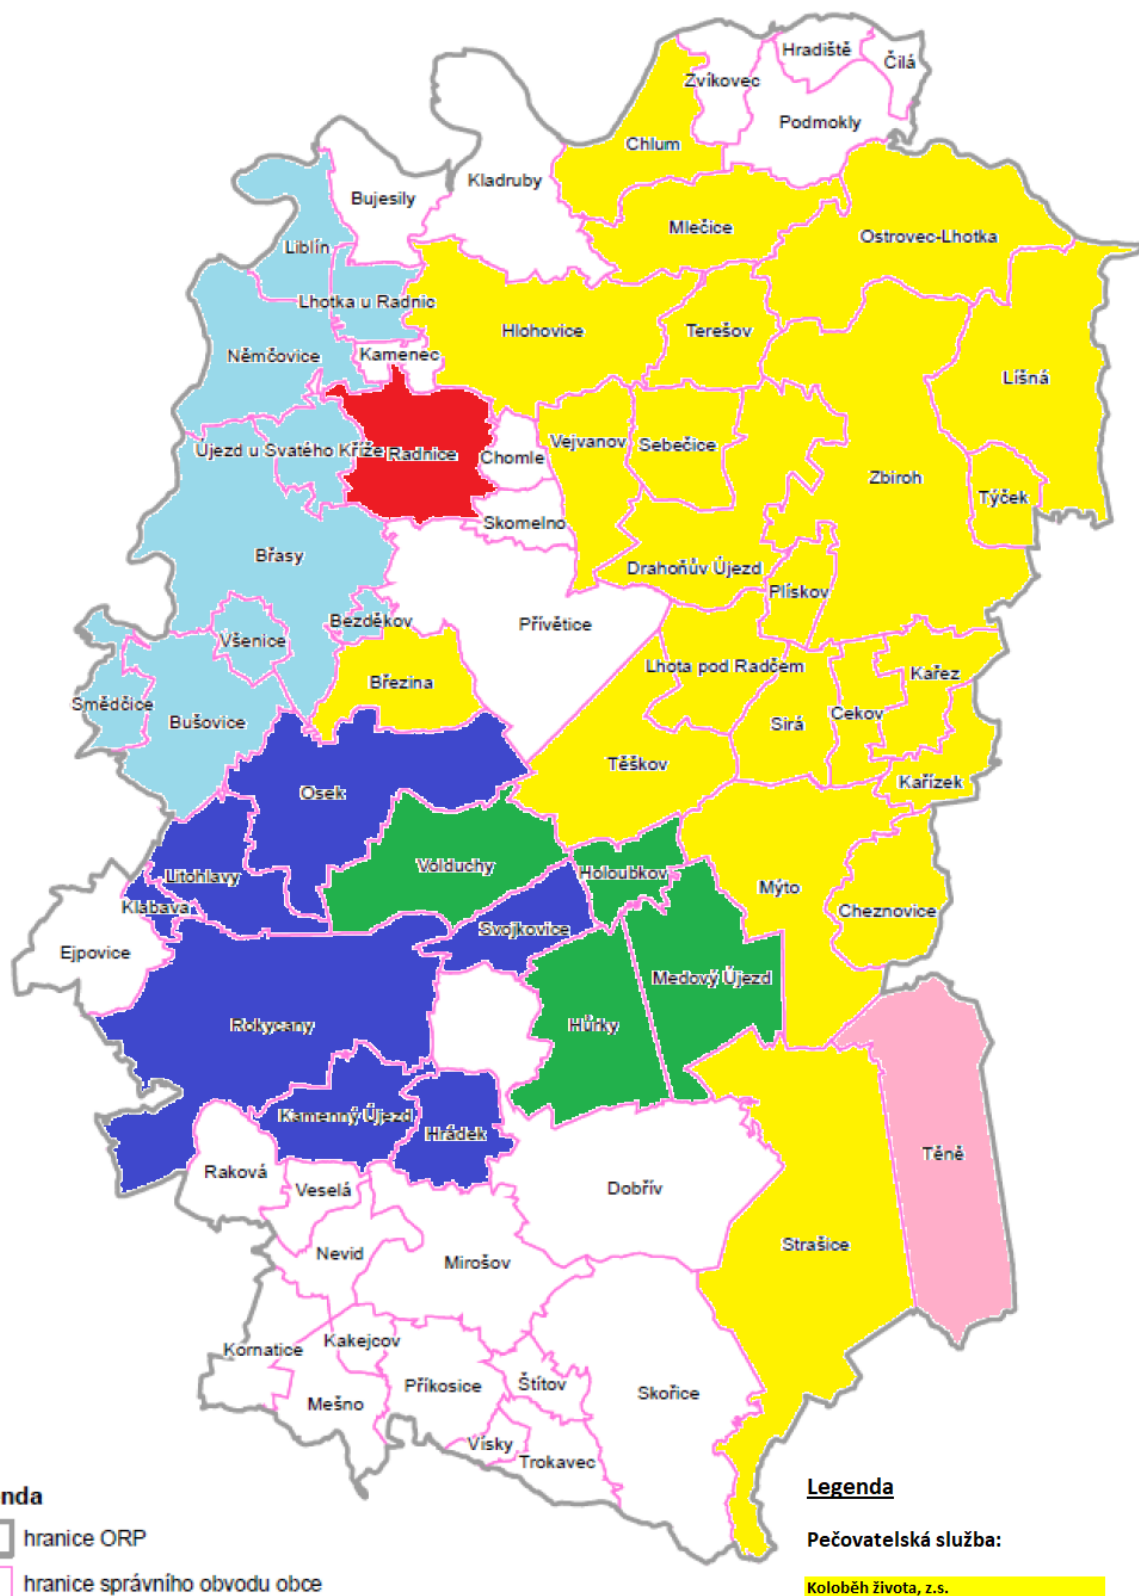 Hradiště
Čilá
Zvíkovec
Podmokly
Chlum
Kladruby
Bujesily
Mlečice
Ostrovec-Lhotka
Liblín
Lhotka u Radnic
Hlohovice
Terešov
Němčovice
Kamenec
Líšná
Vejvanov
Sebečice
Újezd u Svatého Kříže
Radnice
Chomle
Zbiroh
Týček
Skomelno
Břasy
Drahoňův Újezd
Plískov
Bezděkov
Přívětice
Všenice
Lhota pod Radčem
Kařez
Březina
Smědčice
Bušovice
Sirá
Cekov
Těškov
Kařízek
Osek
Volduchy
Holoubkov
Litohlavy
Mýto
Klabava
Cheznovice
Svojkovice
Ejpovice
Medový Újezd
Rokycany
Hůrky
Kamenný Újezd
Hrádek
Těně
Raková
Veselá
Dobřív
Strašice
Nevid
Mirošov
Kornatice
Kakejcov
Příkosice
Štítov
Skořice
Mešno
Vísky
Trokavec
nda
hranice ORP
hranice správního obvodu obce
Legenda
Pečovatelská služba:
Koloběh života, z.s.